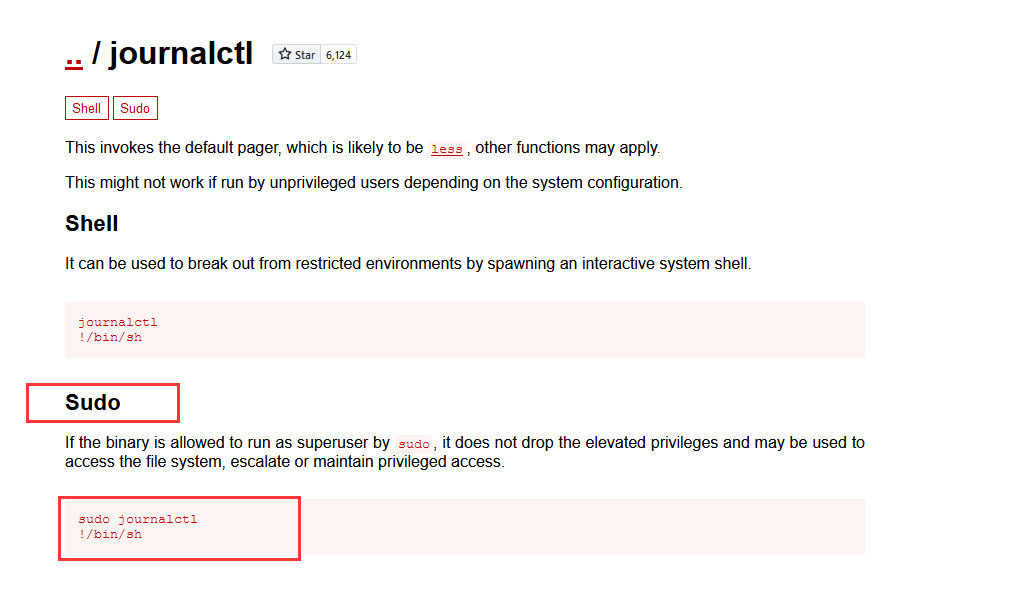 .. / journalctl Star 6,124
Shell Sudo
This invokes the default pager, which is likely to be less, other functions may apply.
This might not work if run by unprivileged users depending on the system configuration.
Shell
It can be used to break out from restricted environments by spawning an interactive system shell.
journalctl
!/bin/sh
Sudo
If the binary is allowed to run as superuser by sudo, it does not drop the elevated privileges and may be used to
access the file system, escalate or maintain privileged access.
sudo journalctl
!/bin/sh